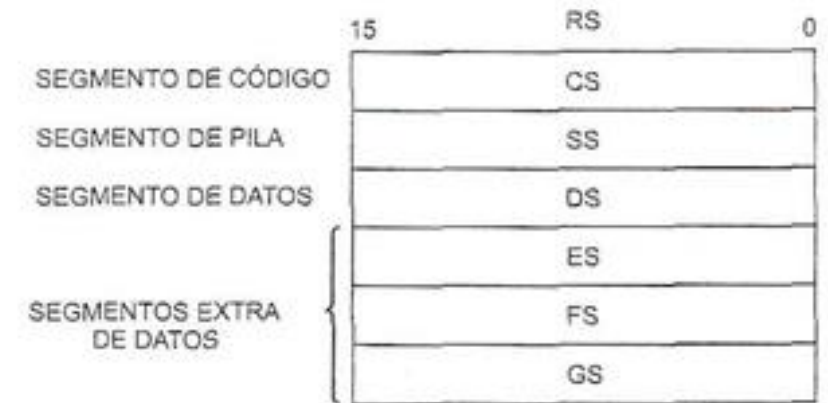 15 RS 0
SEGMENTO DE CÓDIGO CS
SEGMENTO DE PILA SS
SEGMENTO DE DATOS DS
ES
SEGMENTOS EXTRA
DE DATOS
FS
GS